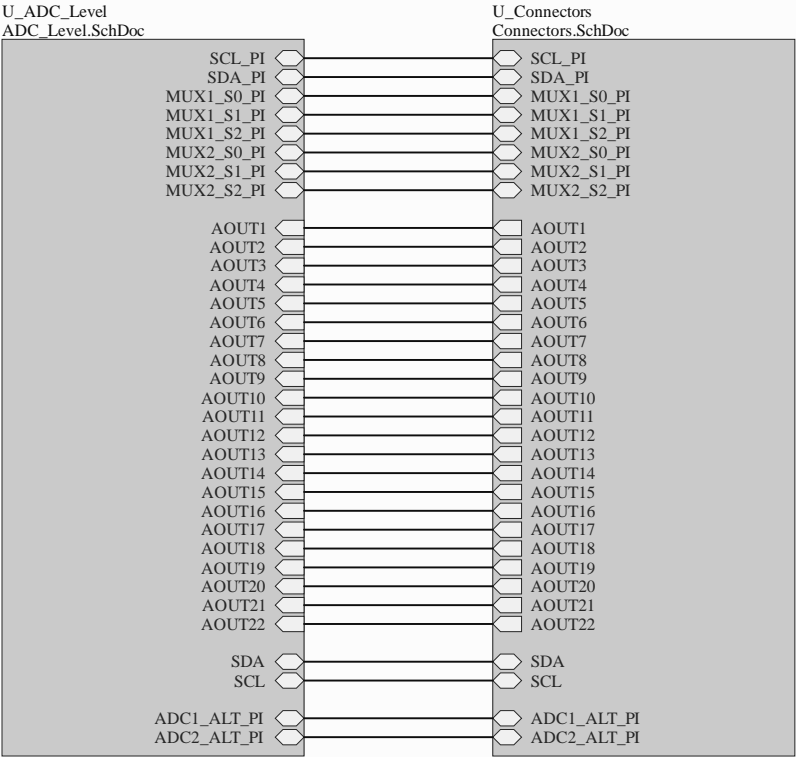 U_ADC_Level
ADC_Level.SchDoc
SCL_PI
SDA_PI
MUX1_S0_PI
MUX1_S1_PI
MUX1_S2_PI
MUX2_S0_PI
MUX2_S1_PI
MUX2_S2_PI
AOUT1
AOUT2
AOUT3
AOUT4
AOUT5
AOUT6
AOUT7
AOUT8
AOUT9
AOUT10
AOUT11
AOUT12
AOUT13
AOUT14
AOUT15
AOUT16
AOUT17
AOUT18
AOUT19
AOUT20
AOUT21
AOUT22
SDA
SCL
ADC1_ALT_PI
ADC2_ALT_PI
U_Connectors
Connectors.SchDoc
SCL_PI
SDA_PI
MUX1_S0_PI
MUX1_S1_PI
MUX1_S2_PI
MUX2_S0_PI
MUX2_S1_PI
MUX2_S2_PI
AOUT1
AOUT2
AOUT3
AOUT4
AOUT5
AOUT6
AOUT7
AOUT8
AOUT9
AOUT10
AOUT11
AOUT12
AOUT13
AOUT14
AOUT15
AOUT16
AOUT17
AOUT18
AOUT19
AOUT20
AOUT21
AOUT22
SDA
SCL
ADC1_ALT_PI
ADC2_ALT_PI